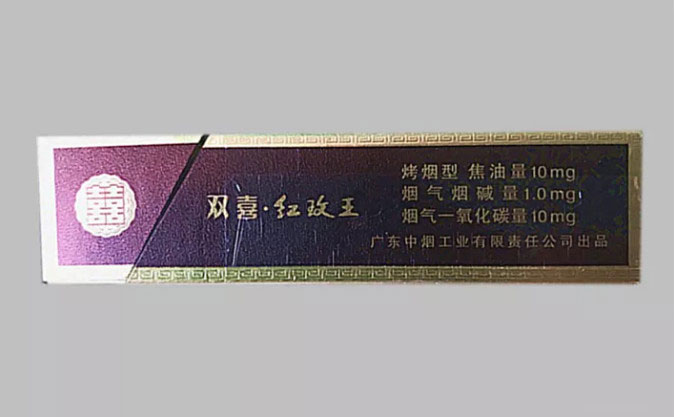 囍
双喜·红玫王
烤烟型 焦油量10mg
烟气烟碱量1.0mg
烟气一氧化碳量10mg
广东中烟工业有限责任公司出品